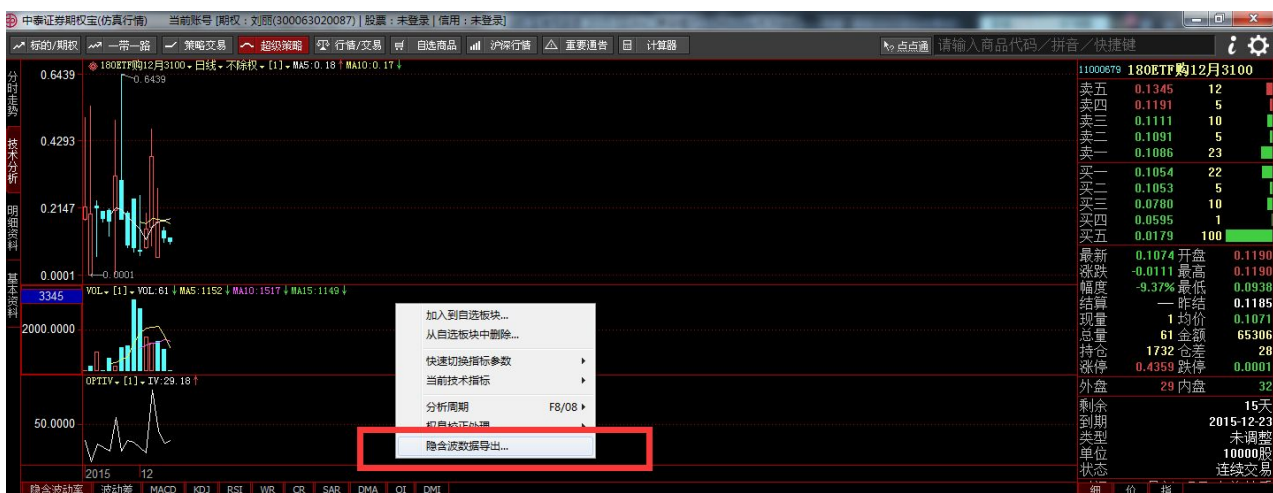 中泰证券期权宝(仿真行情) 当前账号 [期权：刘丽(300063020087) | 股票：未登录 | 信用：未登录]
标的/期权 一带一路 策略交易 超级策略 行情/交易 自选商品 沪深行情 重要通告 计算器 点点通 请输入商品代码/拼音/快捷键
分时走势
技术分析
明细资料
基本资料
180ETF购12月3100 日线 不除权 [1] MA5:0.18↑ MA10:0.17↓
0.6439
0.6439
0.4293
0.2147
0.0001
0.0001
3345
VOL [1] VOL:61↓ MA5:1152↓ MA10:1517↓ MA15:1149↓
2000.0000
OPTIV [1] IV:29.18↑
50.0000
2015 12
隐含波动率 波动差 MACD KDJ RSI WR CR SAR DMA OI DMI
加入到自选板块...
从自选板块中删除...
快速切换指标参数
当前技术指标
分析周期 F8/08
权息校正处理
隐含波数据导出...
11000679 180ETF购12月3100
卖五 0.1345 12
卖四 0.1191 5
卖三 0.1111 10
卖二 0.1091 5
卖一 0.1086 23
买一 0.1054 22
买二 0.1053 5
买三 0.0780 10
买四 0.0595 1
买五 0.0179 100
最新 0.1074 开盘 0.1190
涨跌 -0.0111 最高 0.1190
幅度 -9.37% 最低 0.0938
结算 — 昨结 0.1185
现量 1 均价 0.1071
总量 61 金额 65306
持仓 1732 仓差 28
涨停 0.4359 跌停 0.0001
外盘 29 内盘 32
剩余 15天
到期 2015-12-23
类型 未调整
单位 10000股
状态 连续交易
细 价 指